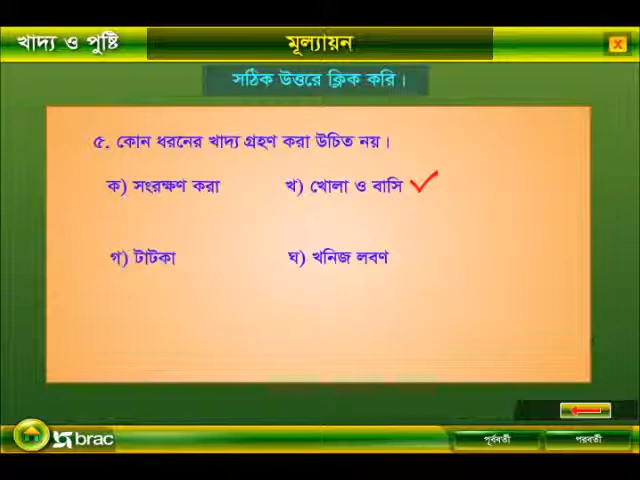 খাদ্য ও পুষ্টি
মূল্যায়ন
সঠিক উত্তরে ক্লিক করি।
৫. কোন ধরনের খাদ্য গ্রহণ করা উচিত নয়।
ক) সংরক্ষণ করা
খ) খোলা ও বাসি
গ) টাটকা
ঘ) খনিজ লবণ
brac
পূর্ববর্তী
পরবর্তী